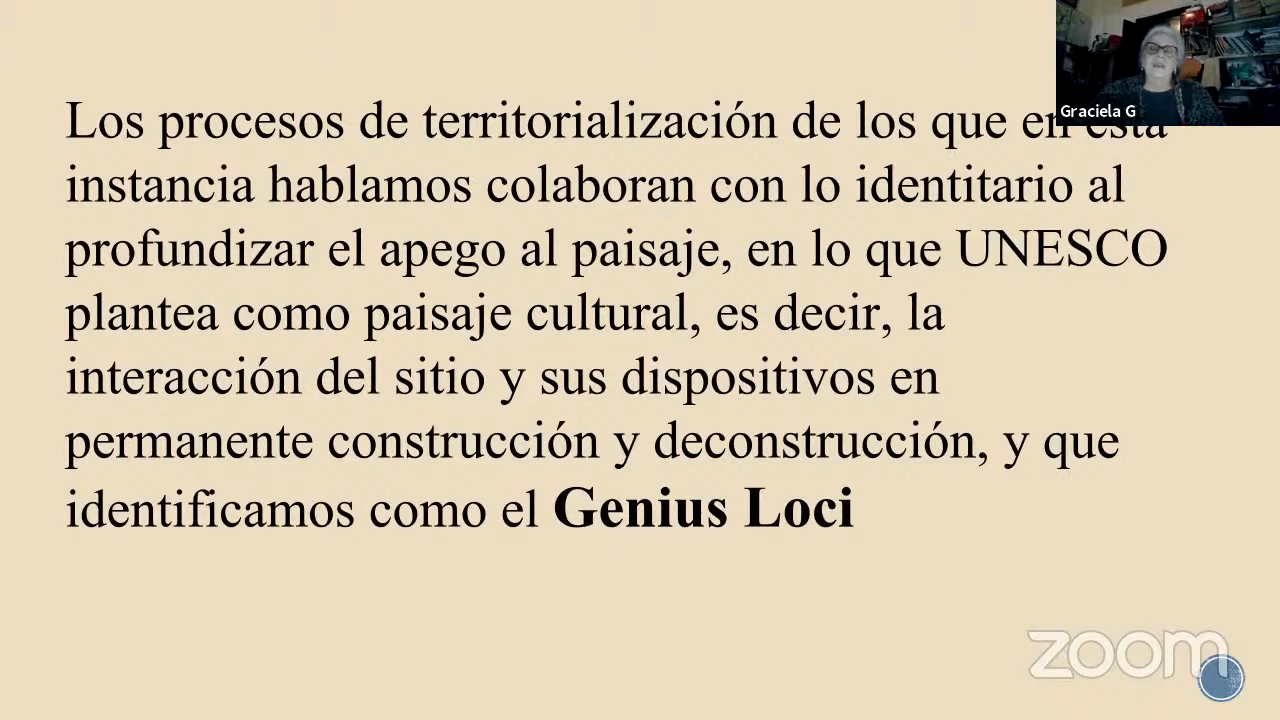 Graciela G
Los procesos de territorialización de los que en esta
instancia hablamos colaboran con lo identitario al
profundizar el apego al paisaje, en lo que UNESCO
plantea como paisaje cultural, es decir, la
interacción del sitio y sus dispositivos en
permanente construcción y deconstrucción, y que
identificamos como el Genius Loci
zoom